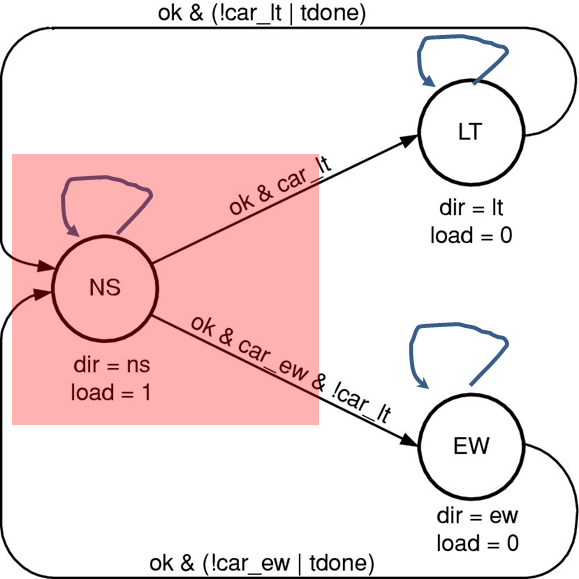 ok & (!car_lt | tdone)
LT
dir = lt
load = 0
ok & car_lt
NS
dir = ns
load = 1
ok & car_ew & !car_lt
EW
dir = ew
load = 0
ok & (!car_ew | tdone)